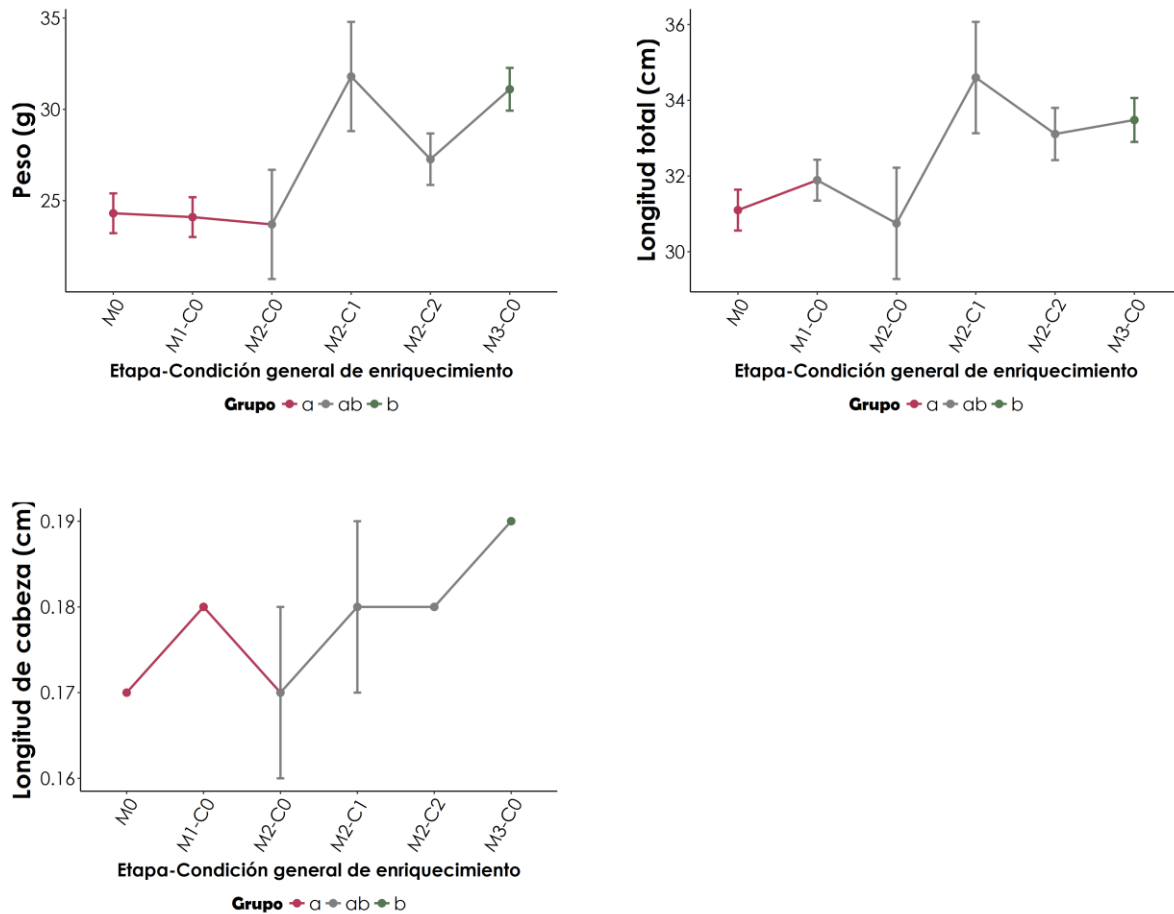 Peso (g)
35
30
25
M0
M1-C0
M2-C0
M2-C1
M2-C2
M3-C0
Etapa-Condición general de enriquecimiento
Grupo a ab b
Longitud total (cm)
36
34
32
30
M0
M1-C0
M2-C0
M2-C1
M2-C2
M3-C0
Etapa-Condición general de enriquecimiento
Grupo a ab b
Longitud de cabeza (cm)
0.19
0.18
0.17
0.16
M0
M1-C0
M2-C0
M2-C1
M2-C2
M3-C0
Etapa-Condición general de enriquecimiento
Grupo a ab b